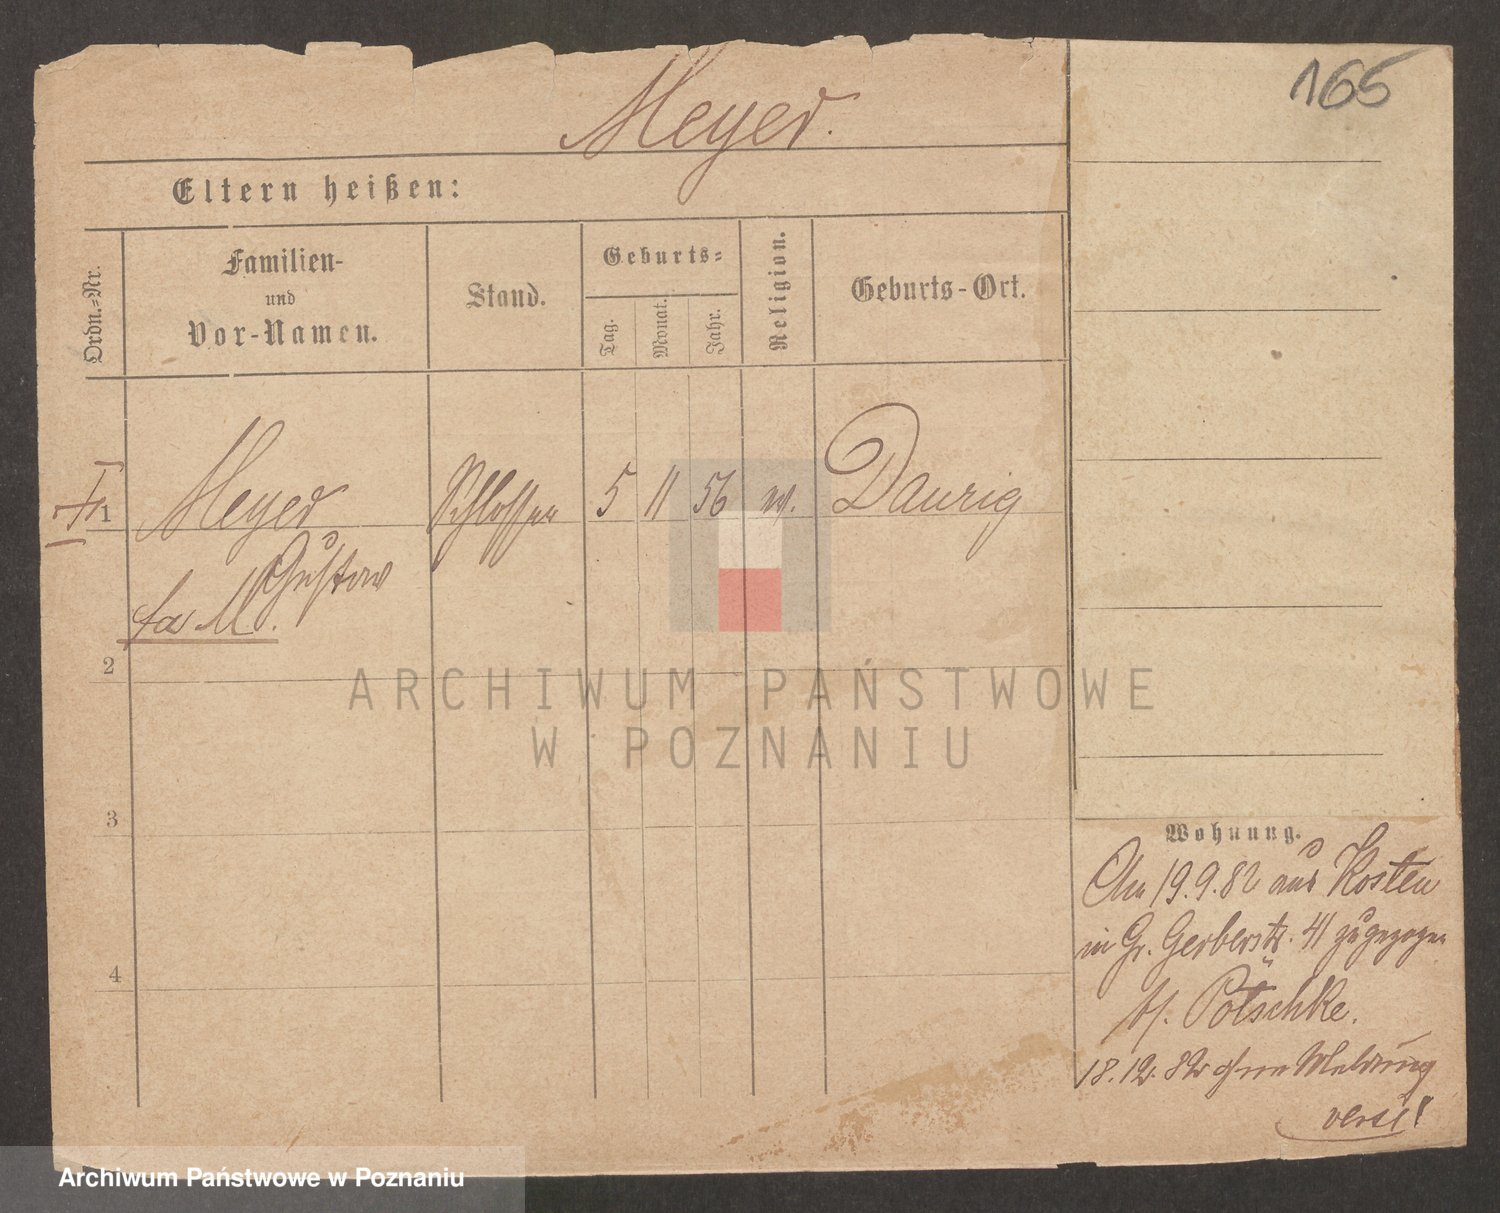 165
Meyer.
Eltern heißen:
Ordn.-Nr.
Familien-
und
Vor-Namen.
Stand.
Geburts-
Tag.
Monat.
Jahr.
Religion.
Geburts-Ort.
1 Meyer Schlosser 5 11 56 Danzig
Gustav
2
3
4
ARCHIWUM PAŃSTWOWE
W POZNANIU
Wohnung.
19.9.82 aus Kosten
in Gr. Gerberstr. 41 zugezogen
b/. Pötschke.
18.12.82 ohne Meldung
Archiwum Państwowe w Poznaniu